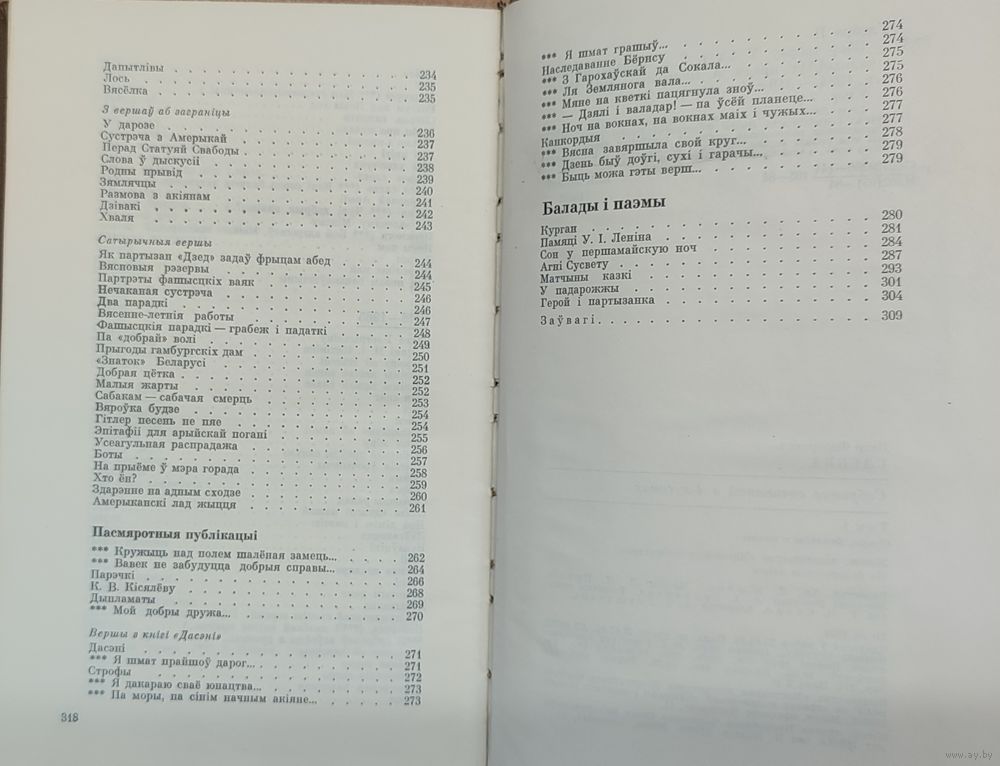 Дапытлівы 234
Лось 235
Вясёлка 235
З вершаў аб загранiцы
У дарозе 236
Сустрэча з Амерыкай 237
Перад Статуяй Свабоды 237
Слова ў дыскусіі 238
Родны прывід 239
Зямлячцы 240
Размова з акіянам 241
Дзівакі 242
Хваля 243
Сатырычныя вершы
Як партызан «Дзед» задаў фрыцам абед 244
Вясновыя рэзервы 244
Партрэты фашысцкіх ваяк 245
Нечаканая сустрэча 246
Два парадкі 246
Вясенне-летнія работы 247
Фашысцкія парадкі — грабеж і падаткі 248
Па «добрай» волі 249
Прыгоды гамбургскіх дам 250
«Знаток» Беларусі 251
Добрая цётка 252
Малыя жарты 252
Сабакам — сабачая смерць 253
Вяроўка будзе 254
Гітлер песень не пяе 254
Эпітафіі для арыйскай погані 255
Усеагульная распрадажа 256
Боты 257
На прыёме ў мэра горада 258
Хто ён? 259
Здарэнне на адным сходзе 260
Амерыканскі лад жыцця 261
Пасмяротныя публікацыі
*** Кружыць над полем шалёная замець... 262
*** Вавек не забудуцца добрыя справы... 264
Парэчкі 266
К. В. Кісялёву 268
Дыпламаты 269
*** Мой добры дружа... 270
Вершы з кнігі «Дасэні»
Дасэні 271
*** Я шмат прайшоў дарог... 271
Строфы 272
*** Я дакараю сваё юнацтва... 273
*** Па моры, па сінім начным акіяне... 273
318
*** Я шмат грашыў... 274
Наследаванне Бёрнсу 274
*** З Гарохаўскай да Сокала... 275
*** Ля Землянога вала... 275
*** Мяне на кветкі пацягнула зноў... 276
*** — Дзялі і валадар! — па ўсёй планеце... 276
*** Ноч на вокнах, на вокнах маіх і чужых... 277
Канкордыя 277
*** Вясна завяршыла свой круг... 278
*** Дзень быў доўгі, сухі і гарачы... 279
*** Быць можа гэты верш... 279
Балады і паэмы
Курган 280
Памяці У. І. Леніна 281
Сон у першамайскую ноч 284
Агні Сусвету 287
Матчыны казкі 293
У падарожжы 301
Герой і партызанка 304
Заўвагі 309
www.ay.by